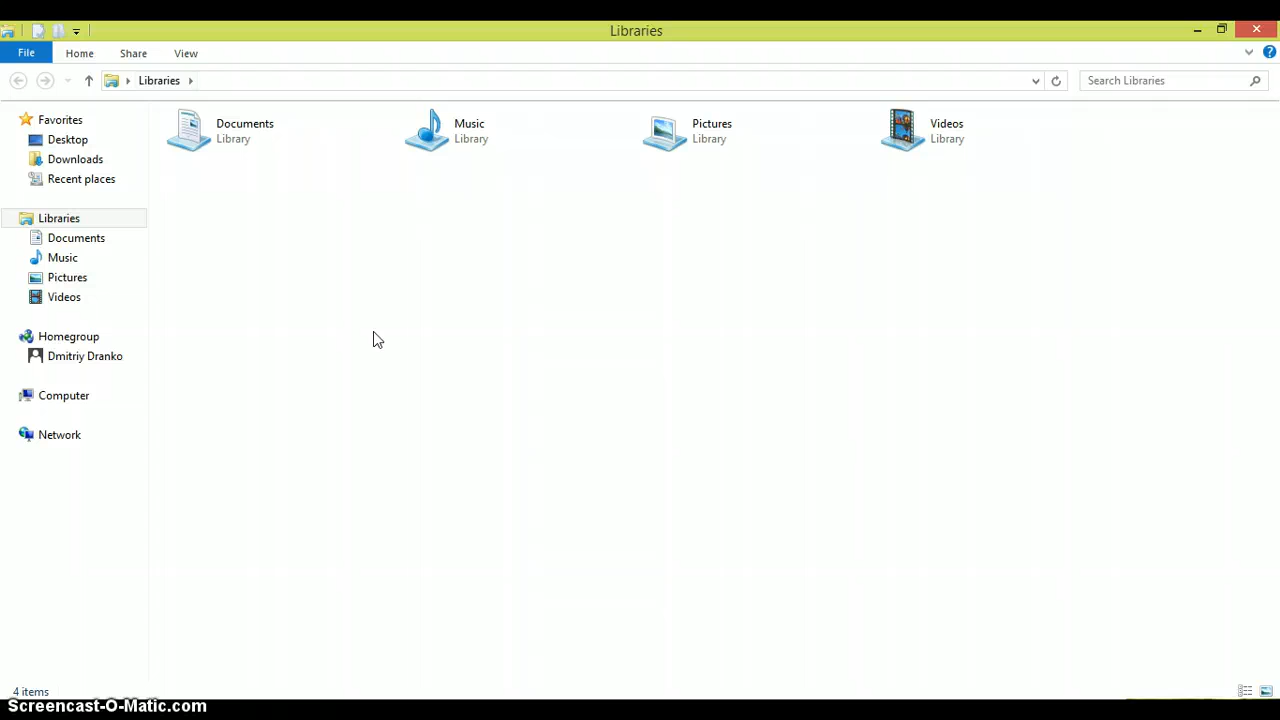 Libraries
File Home Share View
Libraries Search Libraries
Favorites
Desktop
Downloads
Recent places
Libraries
Documents
Music
Pictures
Videos
Homegroup
Dmitriy Dranko
Computer
Network
Documents
Library
Music
Library
Pictures
Library
Videos
Library
4 items
Screencast-O-Matic.com